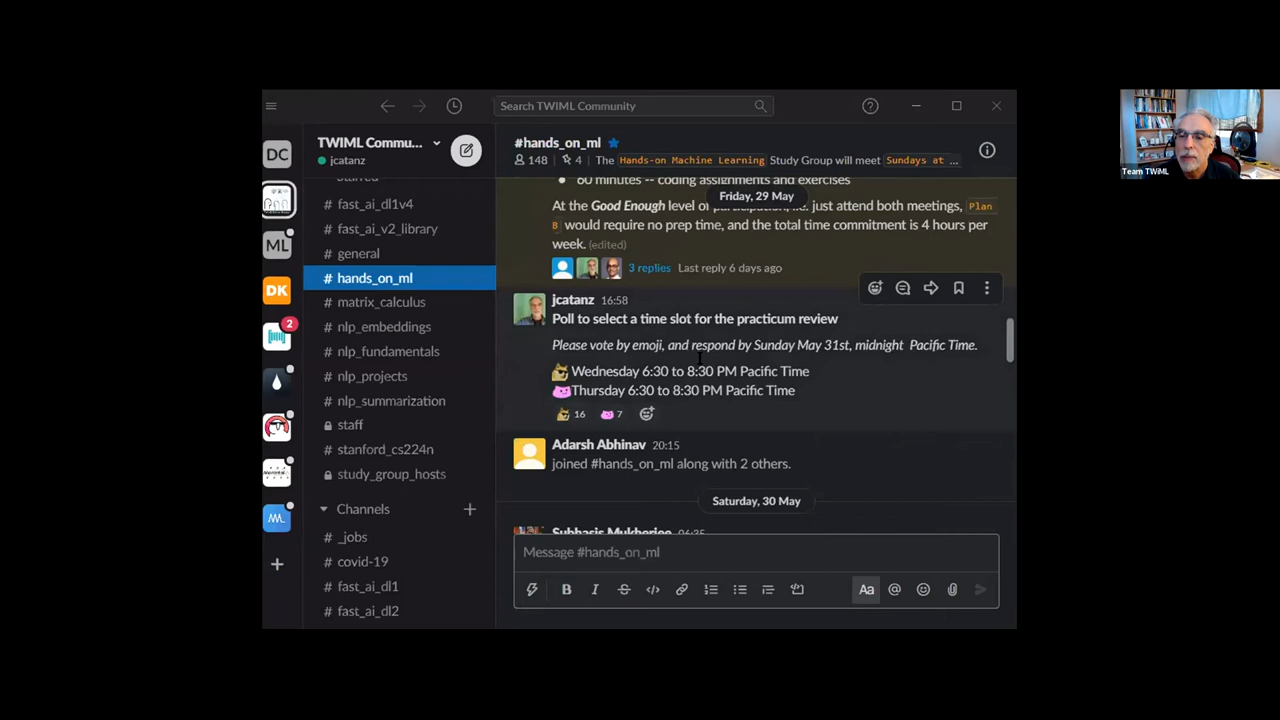 Search TWIML Community
DC
ML
DK
2
TWIML Commu...
jcatanz
Starred
# fast_ai_dl1v4
# fast_ai_v2_library
# general
# hands_on_ml
# matrix_calculus
# nlp_embeddings
# nlp_fundamentals
# nlp_projects
# nlp_summarization
staff
# stanford_cs224n
study_group_hosts
Channels
# _jobs
# covid-19
# fast_ai_dl1
# fast_ai_dl2
#hands_on_ml
148 4 The Hands-on Machine Learning Study Group will meet Sundays at ...
60 minutes -- coding assignments and exercises
Friday, 29 May
At the Good Enough level of participation, i.e. just attend both meetings, Plan
B would require no prep time, and the total time commitment is 4 hours per
week. (edited)
3 replies Last reply 6 days ago
jcatanz 16:58
Poll to select a time slot for the practicum review
Please vote by emoji, and respond by Sunday May 31st, midnight Pacific Time.
Wednesday 6:30 to 8:30 PM Pacific Time
Thursday 6:30 to 8:30 PM Pacific Time
16 7
Adarsh Abhinav 20:15
joined #hands_on_ml along with 2 others.
Saturday, 30 May
Subhasis Mukherjee 06:35
Message #hands_on_ml
B I S Aa @
Team TWiML